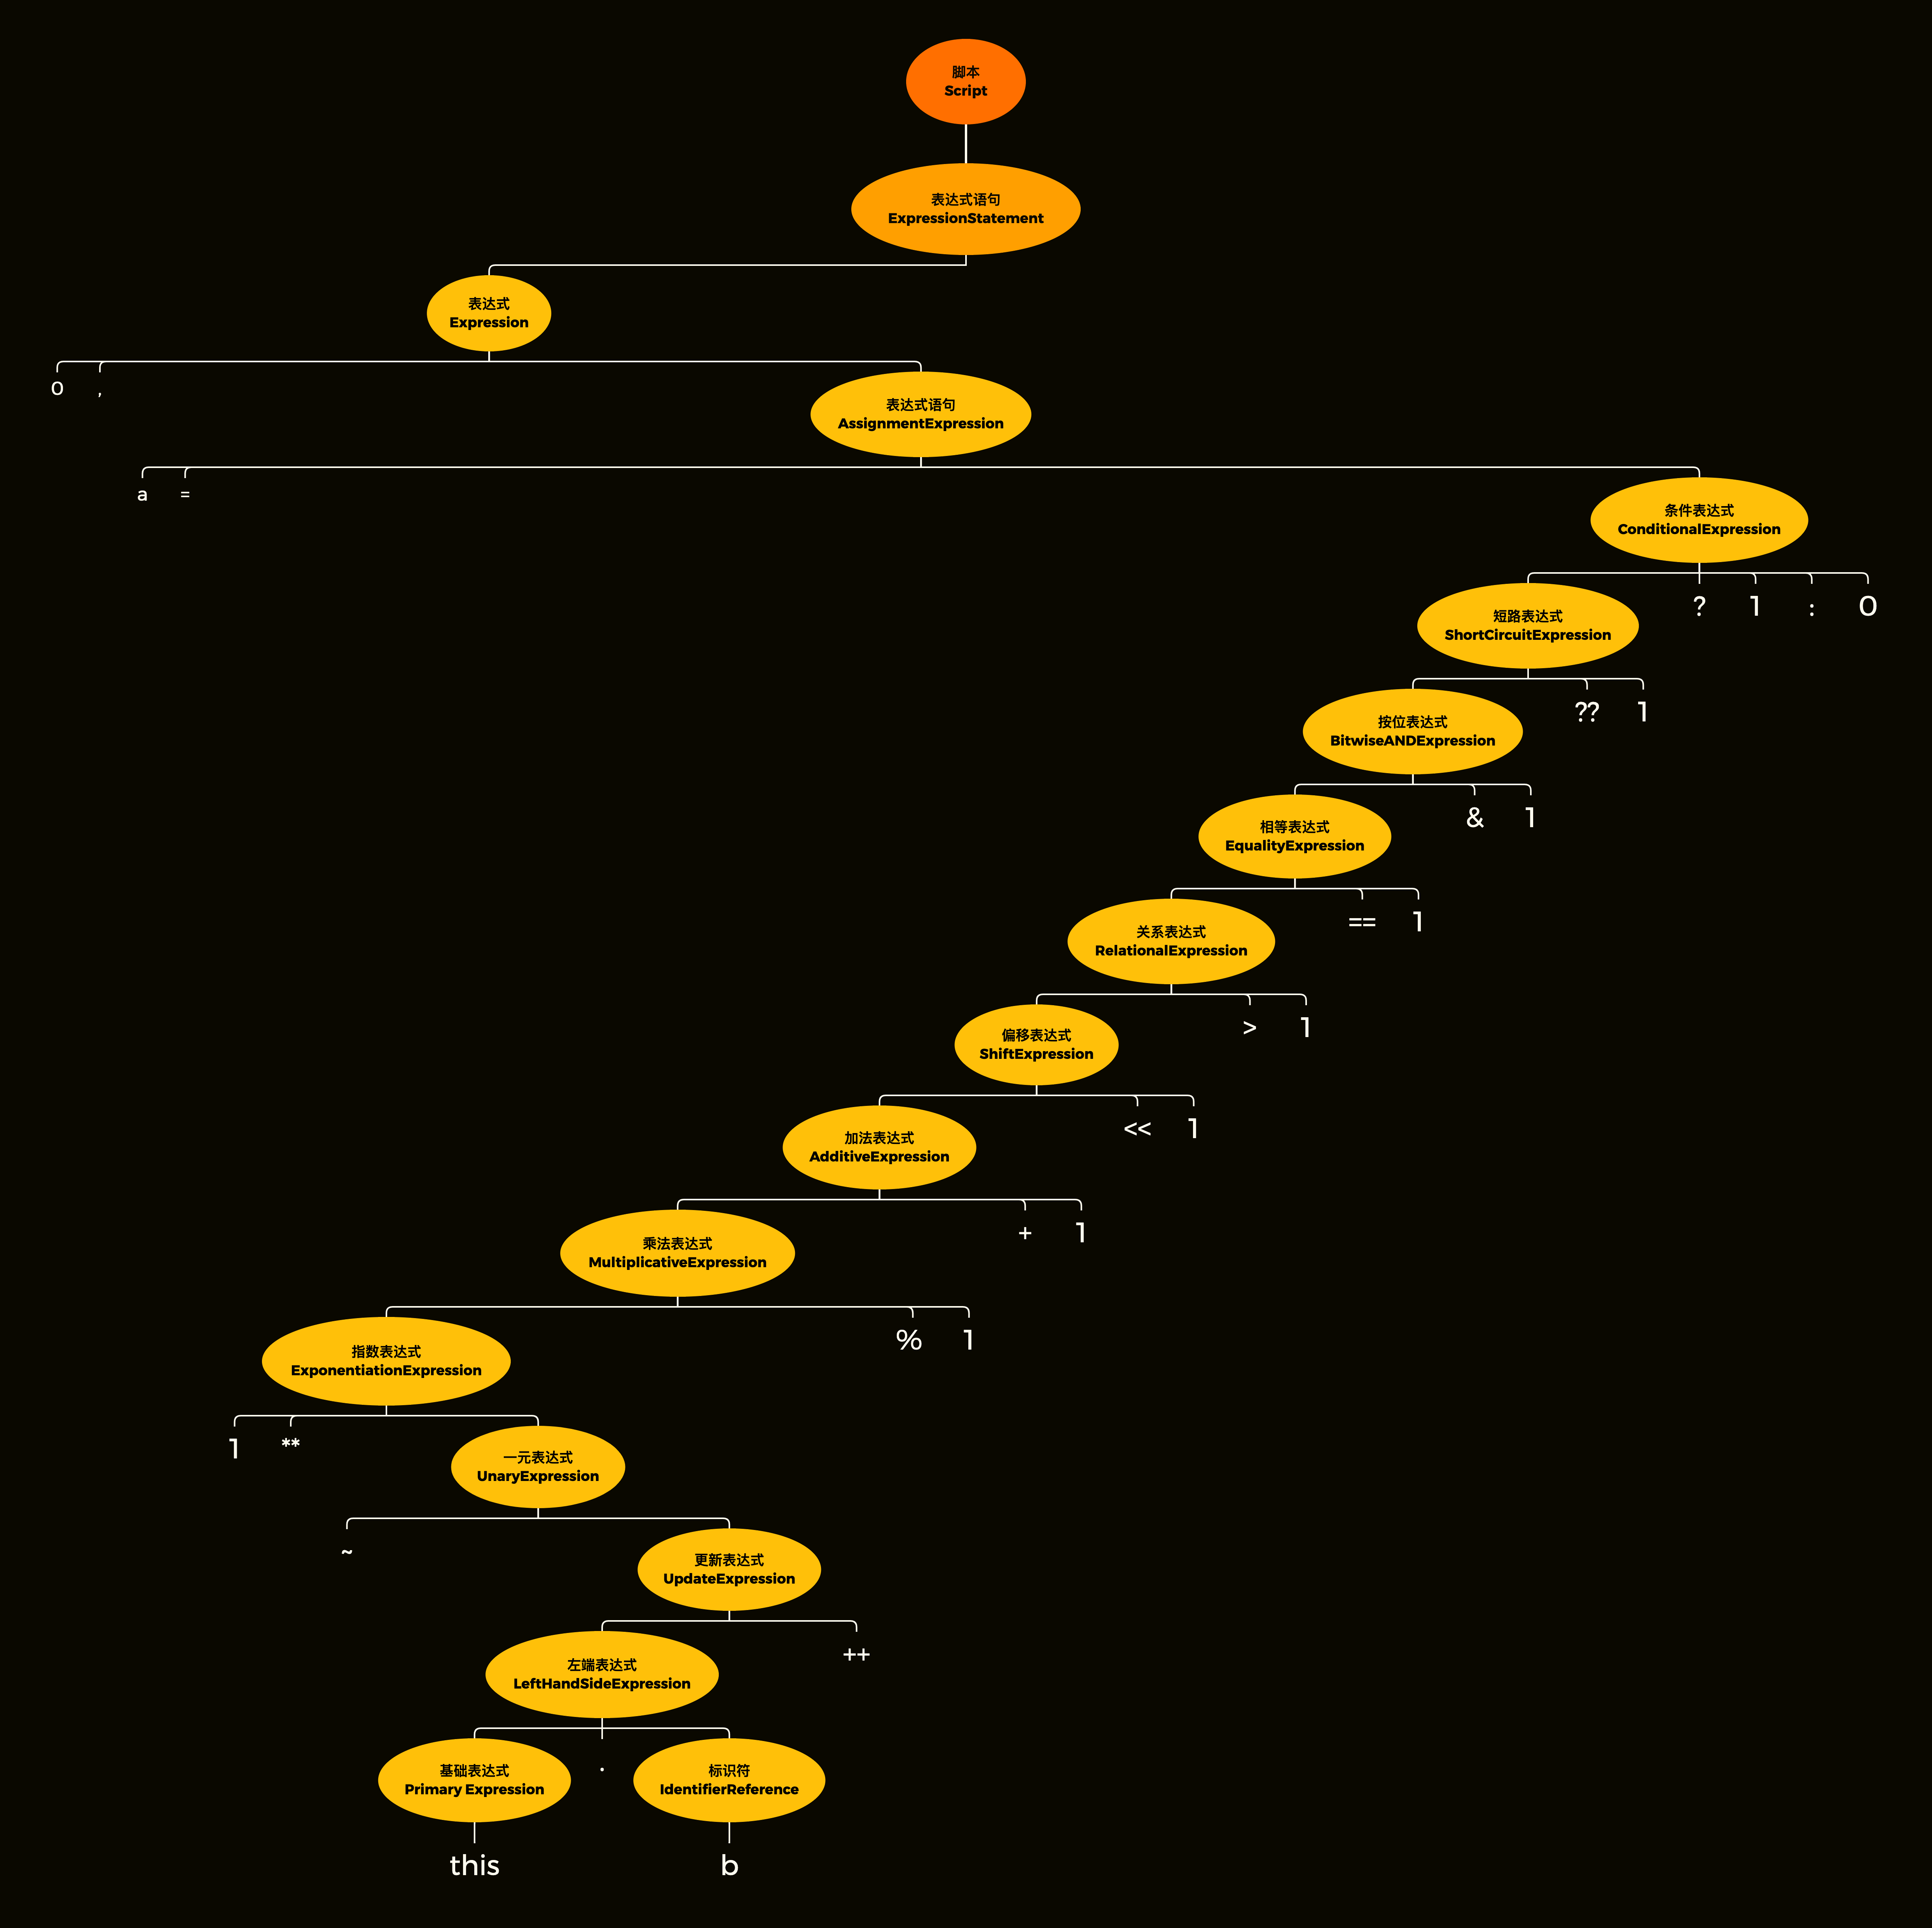 脚本
Script
表达式语句
ExpressionStatement
表达式
Expression
0 ,
表达式语句
AssignmentExpression
a =
条件表达式
ConditionalExpression
? 1 : 0
短路表达式
ShortCircuitExpression
?? 1
按位表达式
BitwiseANDExpression
& 1
相等表达式
EqualityExpression
== 1
关系表达式
RelationalExpression
> 1
偏移表达式
ShiftExpression
<< 1
加法表达式
AdditiveExpression
+ 1
乘法表达式
MultiplicativeExpression
% 1
指数表达式
ExponentiationExpression
1 **
一元表达式
UnaryExpression
~
更新表达式
UpdateExpression
++
左端表达式
LeftHandSideExpression
.
基础表达式
Primary Expression
标识符
IdentifierReference
this
b